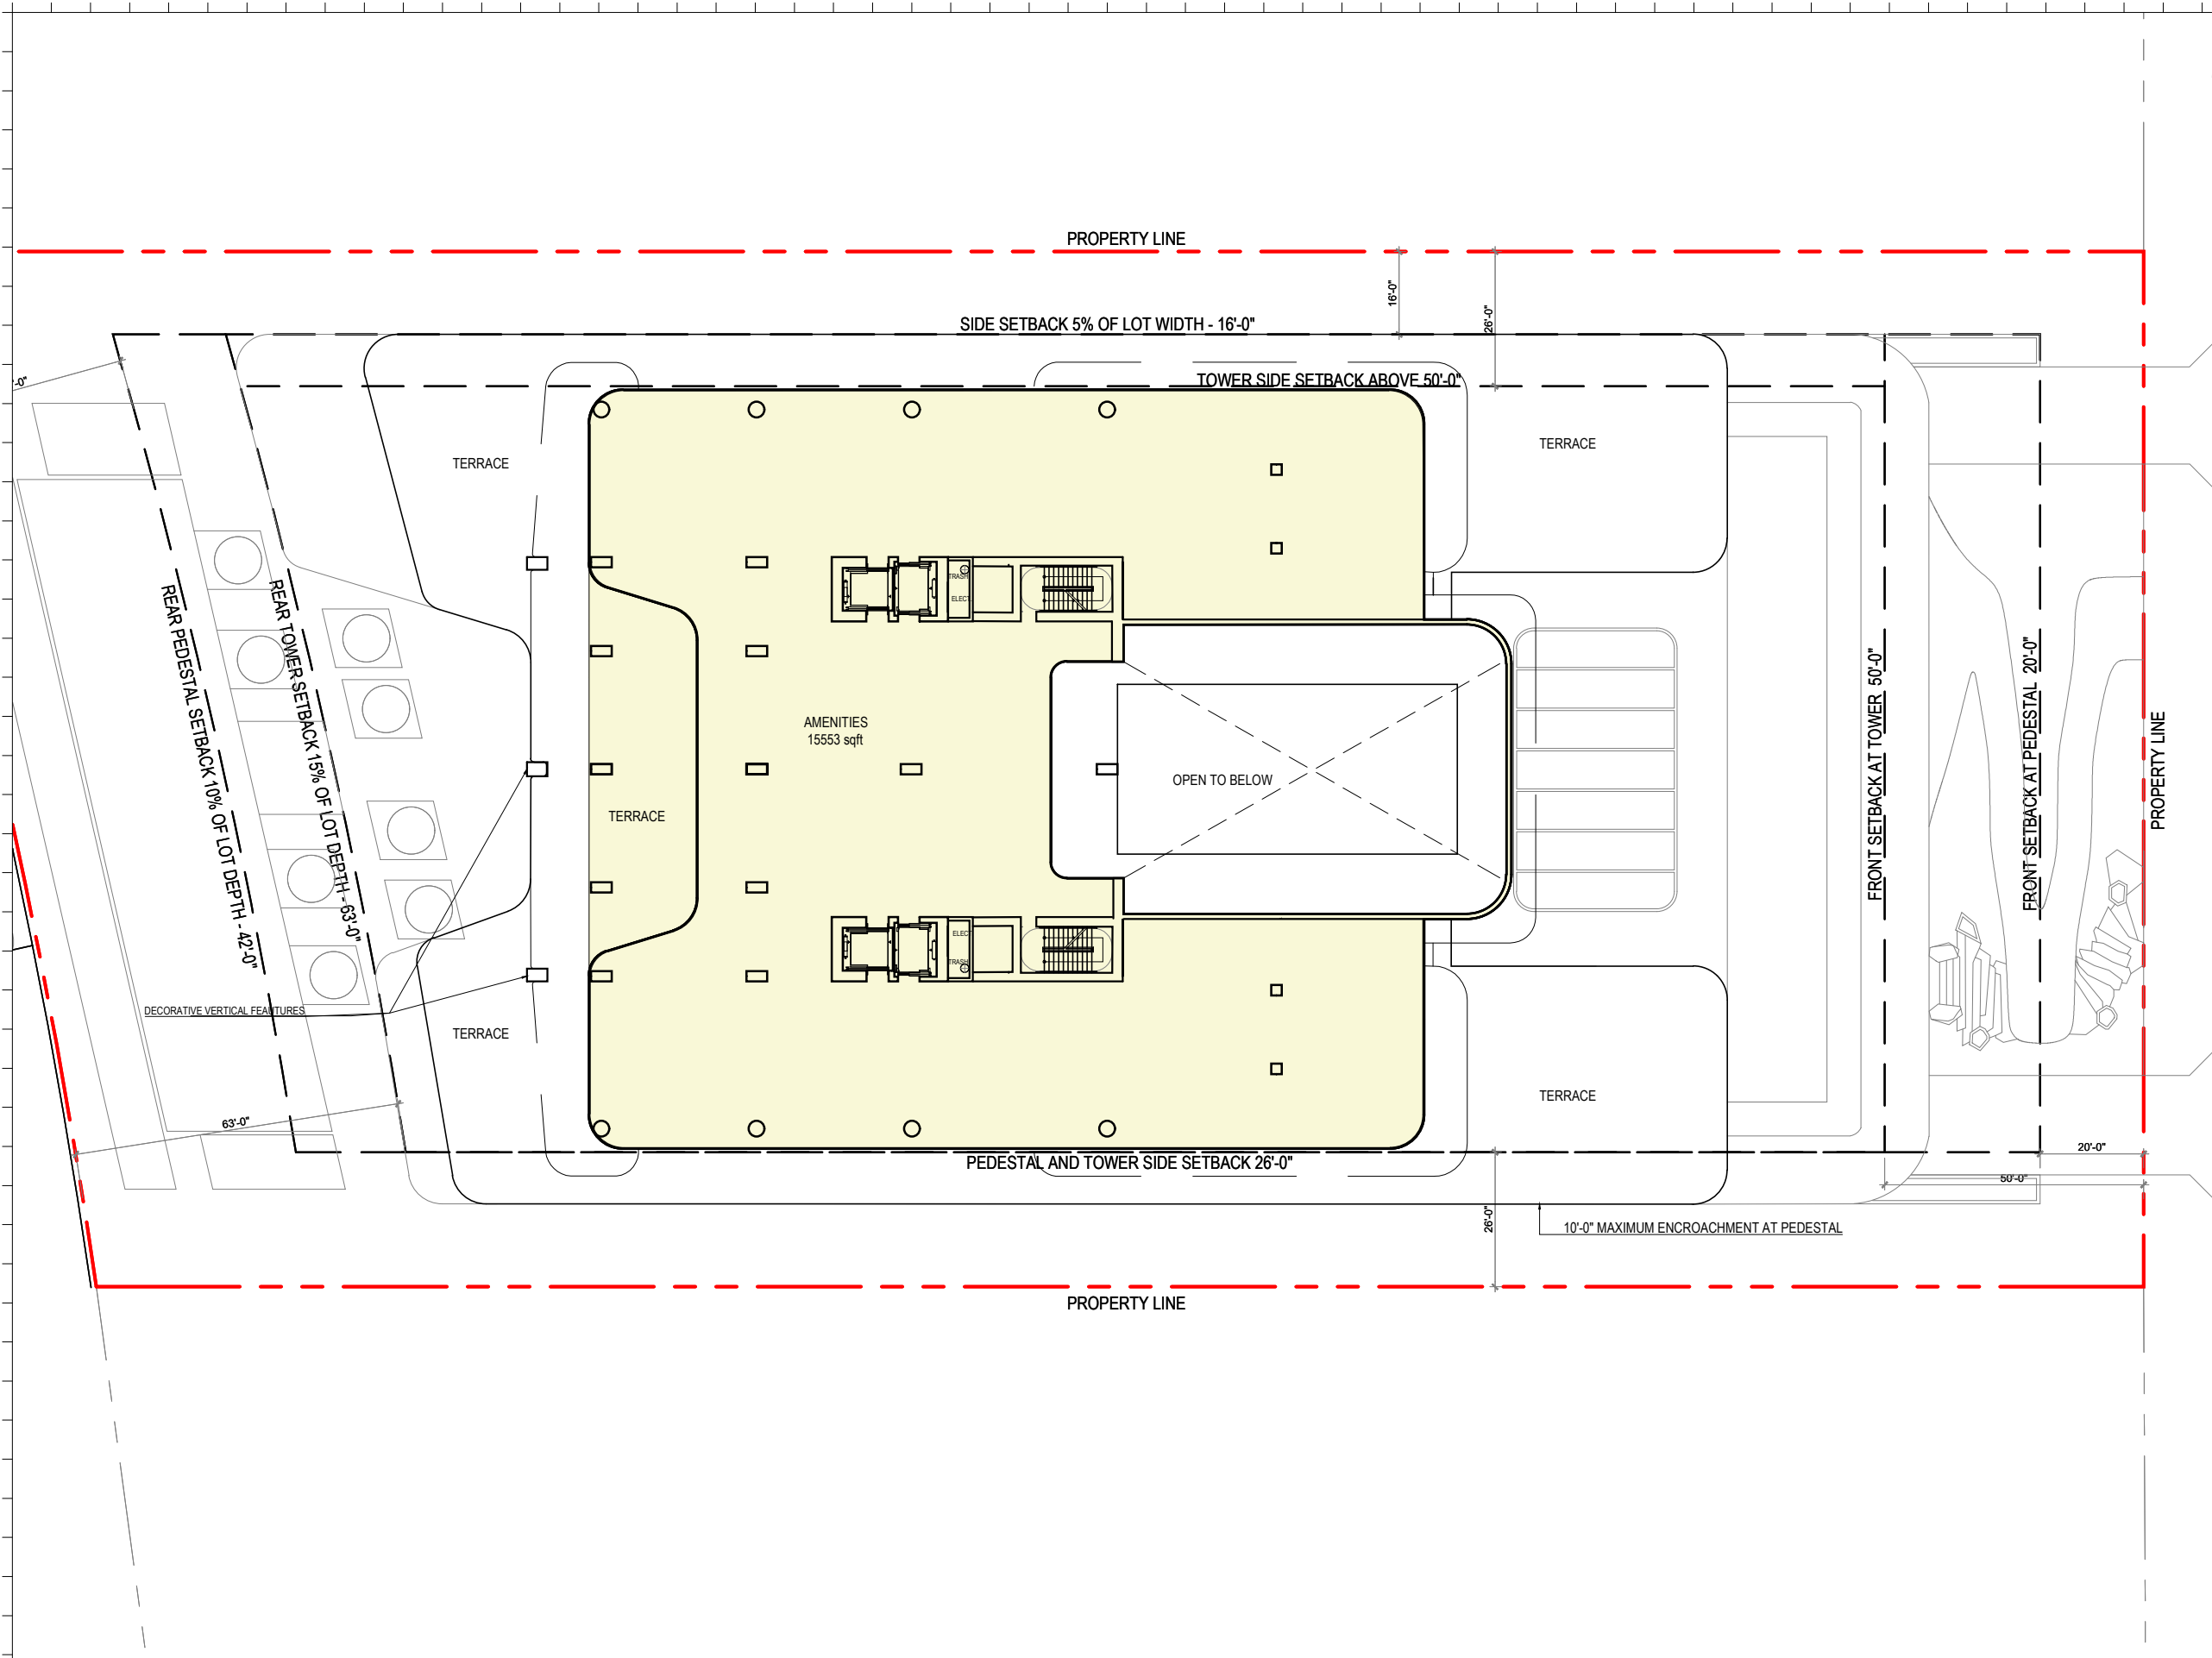 PROPERTY LINE
16'-0"
26'-0"
SIDE SETBACK 5% OF LOT WIDTH - 16'-0"
TOWER SIDE SETBACK ABOVE 50'-0"
'-0"
TERRACE
TERRACE
TRASH
ELECT.
REAR PEDESTAL SETBACK 10% OF LOT DEPTH - 42'-0"
REAR TOWER SETBACK 15% OF LOT DEPTH - 63'-0"
AMENITIES
15553 sqft
OPEN TO BELOW
TERRACE
FRONT SETBACK AT TOWER 50'-0"
FRONT SETBACK AT PEDESTAL 20'-0"
PROPERTY LINE
ELECT.
TRASH
DECORATIVE VERTICAL FEAUTURES
TERRACE
TERRACE
63'-0"
PEDESTAL AND TOWER SIDE SETBACK 26'-0"
20'-0"
50'-0"
26'-0"
10'-0" MAXIMUM ENCROACHMENT AT PEDESTAL
PROPERTY LINE